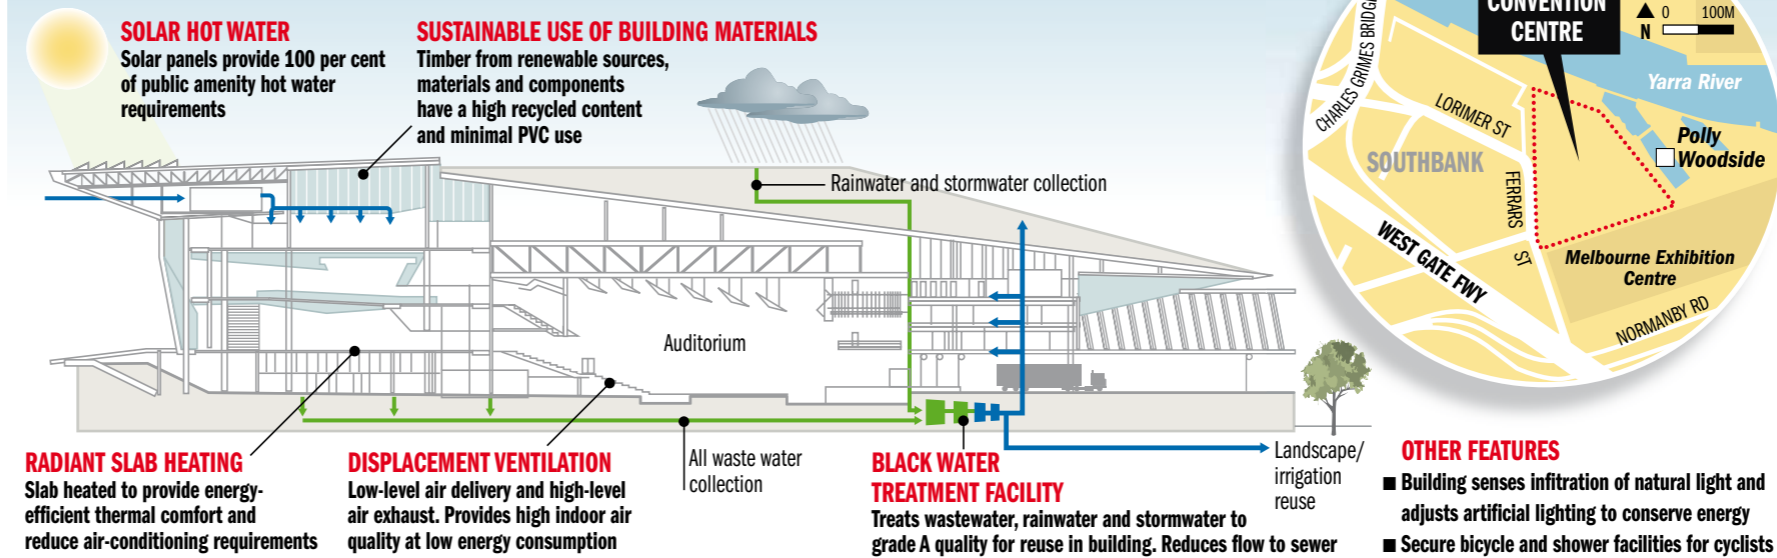 SOLAR HOT WATER
Solar panels provide 100 per cent
of public amenity hot water
requirements
SUSTAINABLE USE OF BUILDING MATERIALS
Timber from renewable sources,
materials and components
have a high recycled content
and minimal PVC use
Rainwater and stormwater collection
Auditorium
RADIANT SLAB HEATING
Slab heated to provide energy-
efficient thermal comfort and
reduce air-conditioning requirements
DISPLACEMENT VENTILATION
Low-level air delivery and high-level
air exhaust. Provides high indoor air
quality at low energy consumption
All waste water
collection
BLACK WATER
TREATMENT FACILITY
Treats wastewater, rainwater and stormwater to
grade A quality for reuse in building. Reduces flow to sewer
Landscape/
irrigation
reuse
CONVENTION
CENTRE
0 100M
N
CHARLES GRIMES BRIDGE
LORIMER ST
Yarra River
SOUTHBANK
Polly
Woodside
FERRARS ST
WEST GATE FWY
Melbourne Exhibition
Centre
NORMANBY RD
OTHER FEATURES
■ Building senses infitration of natural light and
adjusts artificial lighting to conserve energy
■ Secure bicycle and shower facilities for cyclists